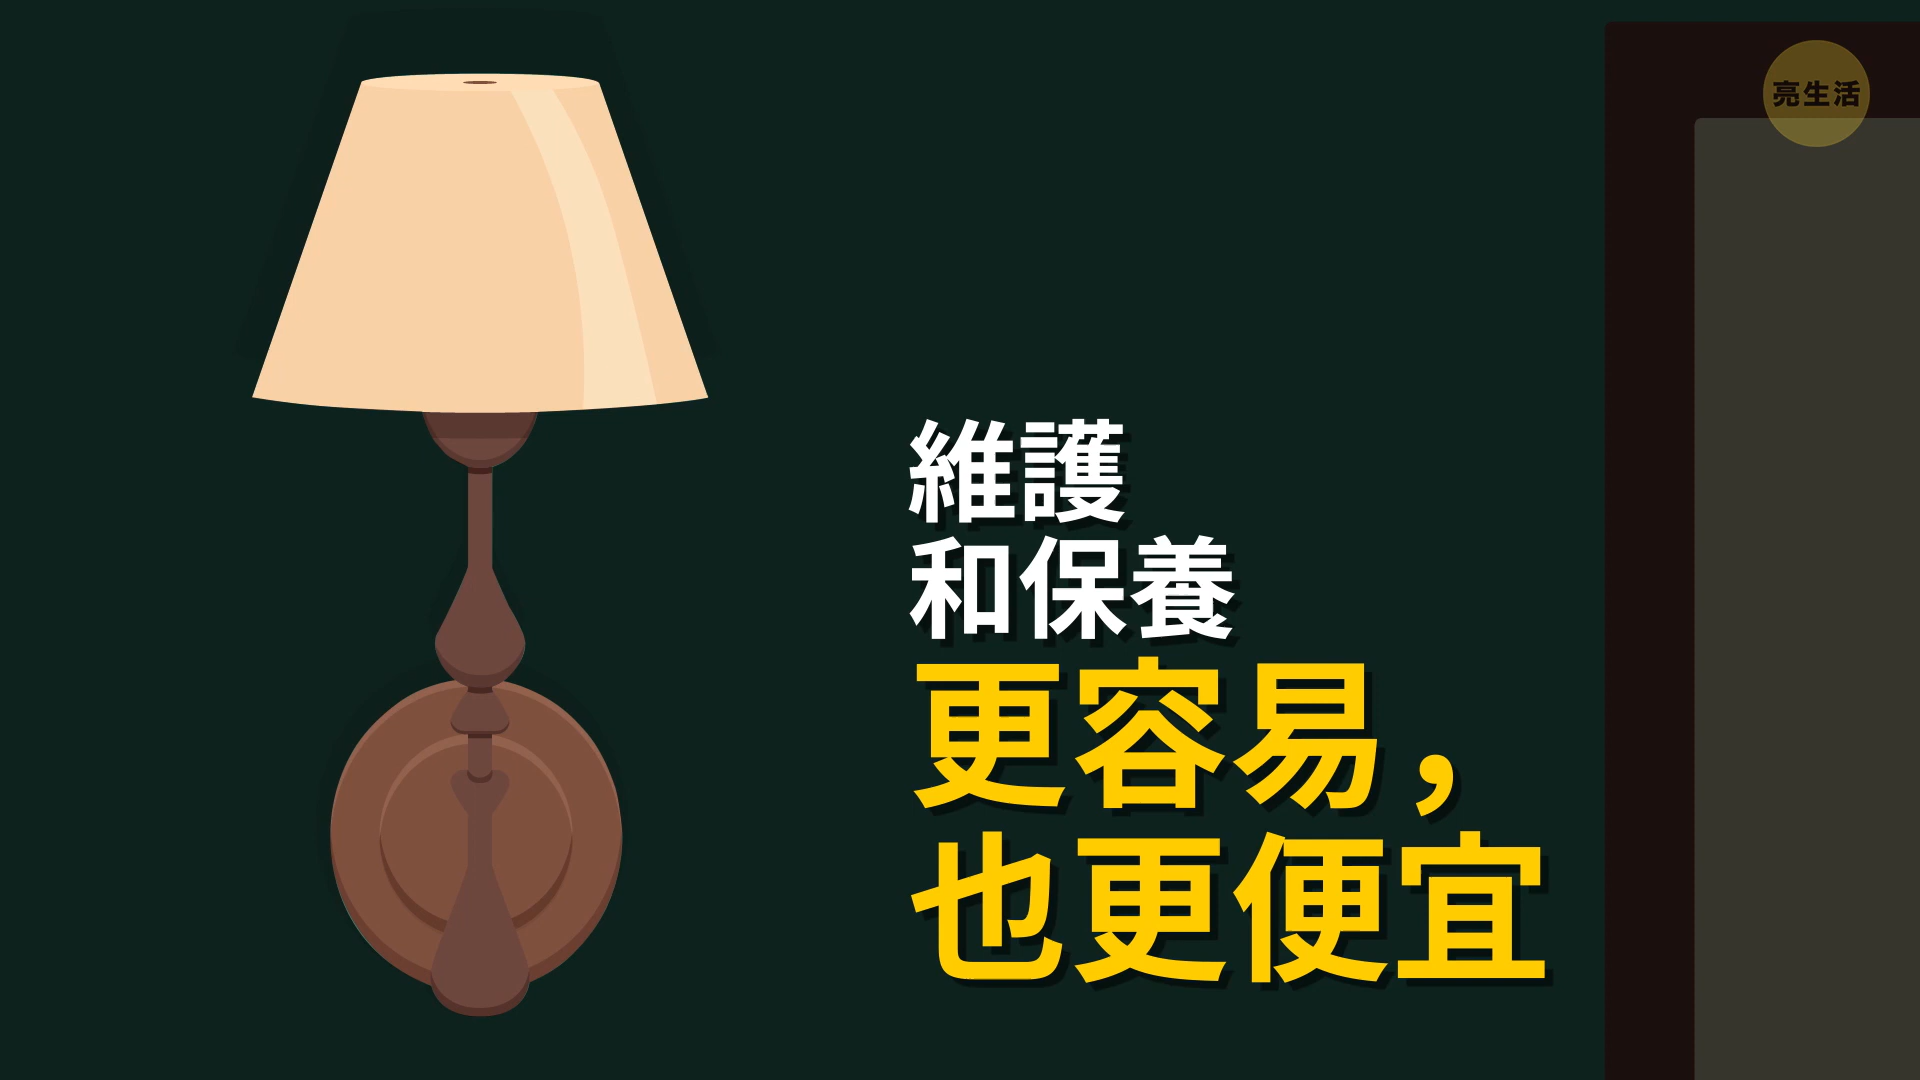 亮生活
維護
和保養
更容易，
也更便宜